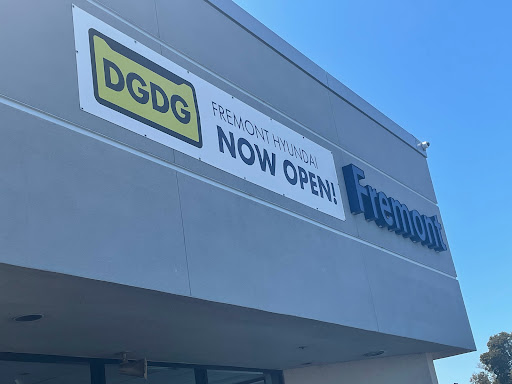 DGDG
FREMONT HYUNDAI
NOW OPEN!
Fremont